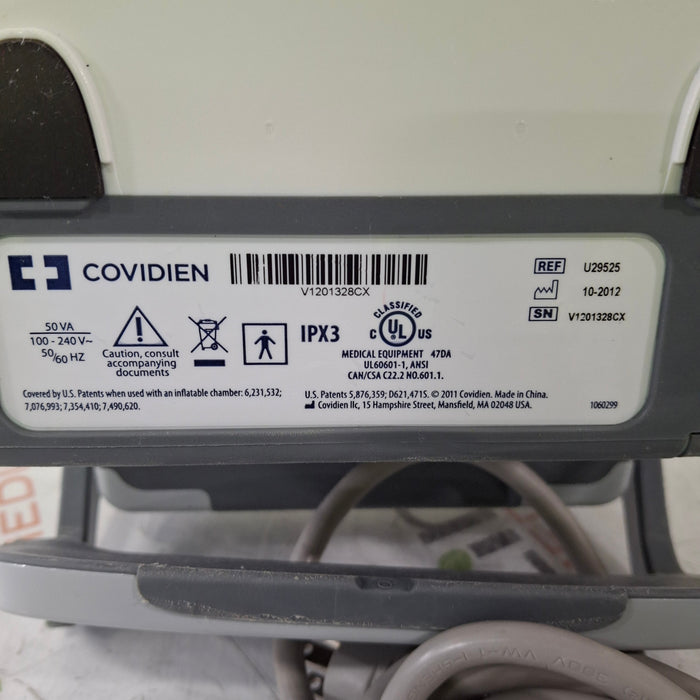 COVIDIEN
V1201328CX
REF U29525
10-2012
SN V1201328CX
50 VA
100 - 240 V~
50/60 HZ
Caution, consult
accompanying
documents
IPX3
CLASSIFIED
C UL US
MEDICAL EQUIPMENT 47DA
UL60601-1, ANSI
CAN/CSA C22.2 NO.601.1.
Covered by U.S. Patents when used with an inflatable chamber: 6,231,532;
7,076,993; 7,354,410; 7,490,620.
U.S. Patents 5,876,359; D621,471S. © 2011 Covidien. Made in China.
Covidien llc, 15 Hampshire Street, Mansfield, MA 02048 USA.
1060299